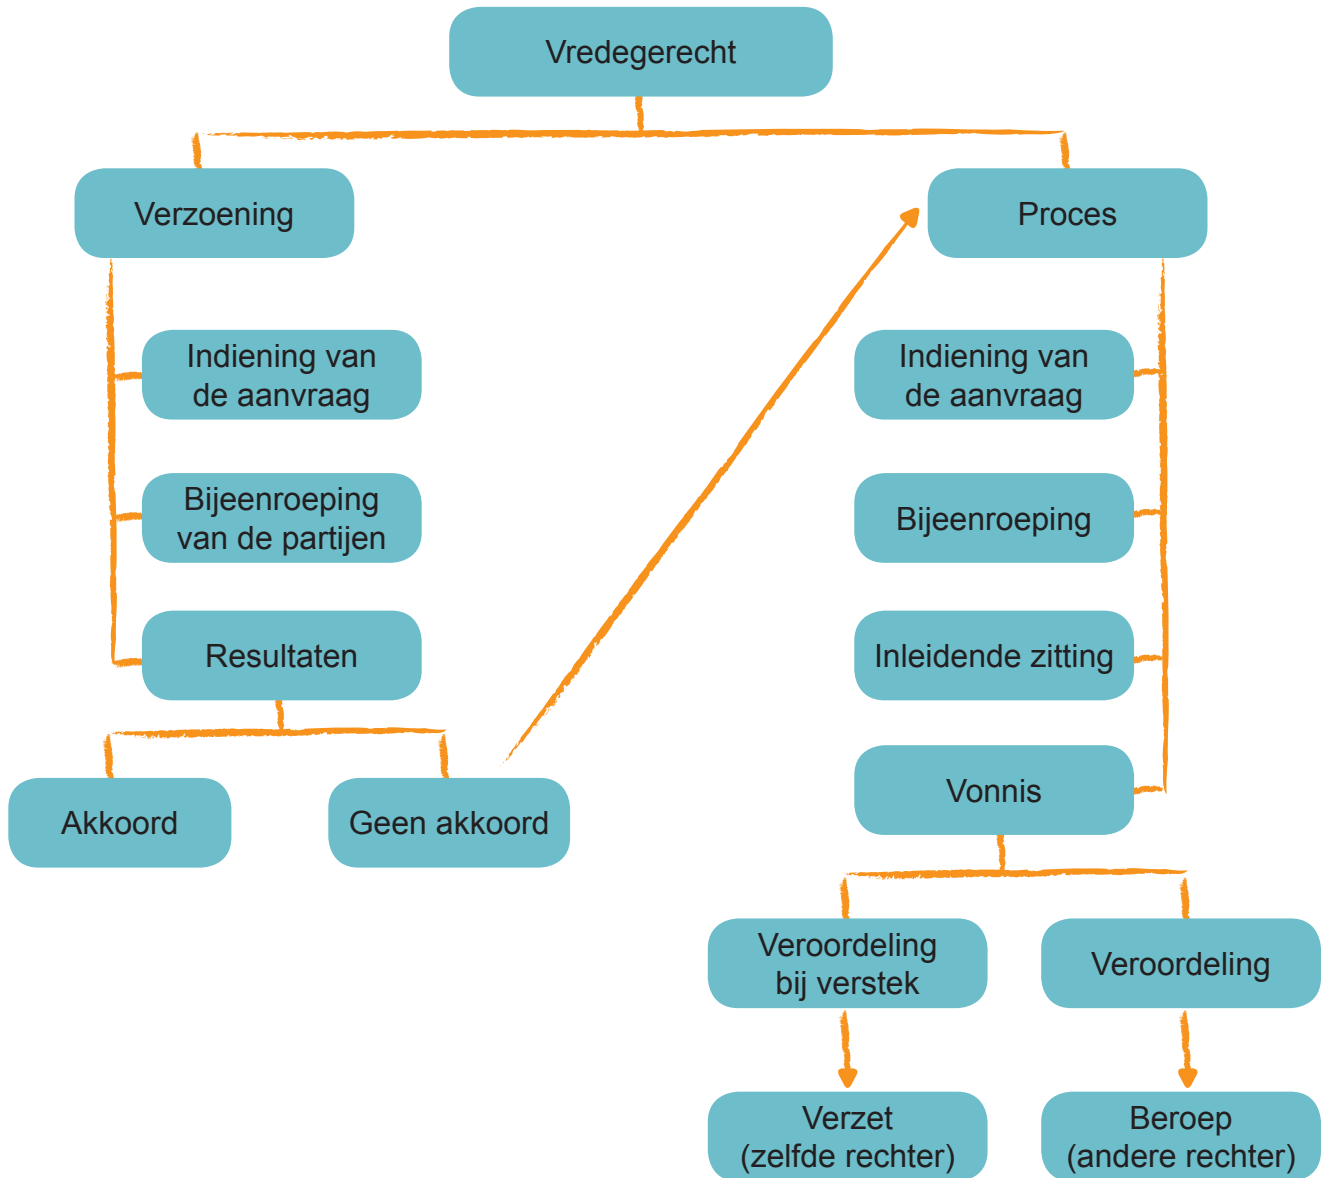 Vredegerecht
Verzoening
Proces
Indiening van
de aanvraag
Bijeenroeping
van de partijen
Resultaten
Akkoord
Geen akkoord
Indiening van
de aanvraag
Bijeenroeping
Inleidende zitting
Vonnis
Veroordeling
bij verstek
Veroordeling
Verzet
(zelfde rechter)
Beroep
(andere rechter)